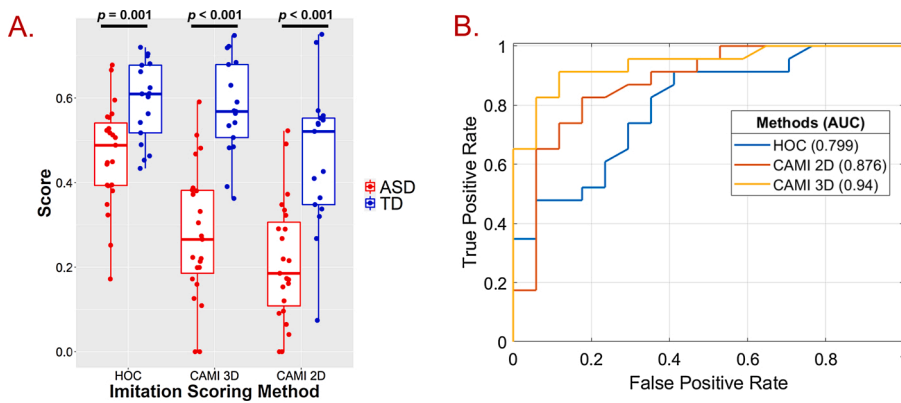 A.
p = 0.001 p < 0.001 p < 0.001
Score
0.6
0.4
0.2
0.0
HOC CAMI 3D CAMI 2D
Imitation Scoring Method
ASD
TD
B.
True Positive Rate
1
0.8
0.6
0.4
0.2
0
Methods (AUC)
HOC (0.799)
CAMI 2D (0.876)
CAMI 3D (0.94)
0 0.2 0.4 0.6 0.8
False Positive Rate